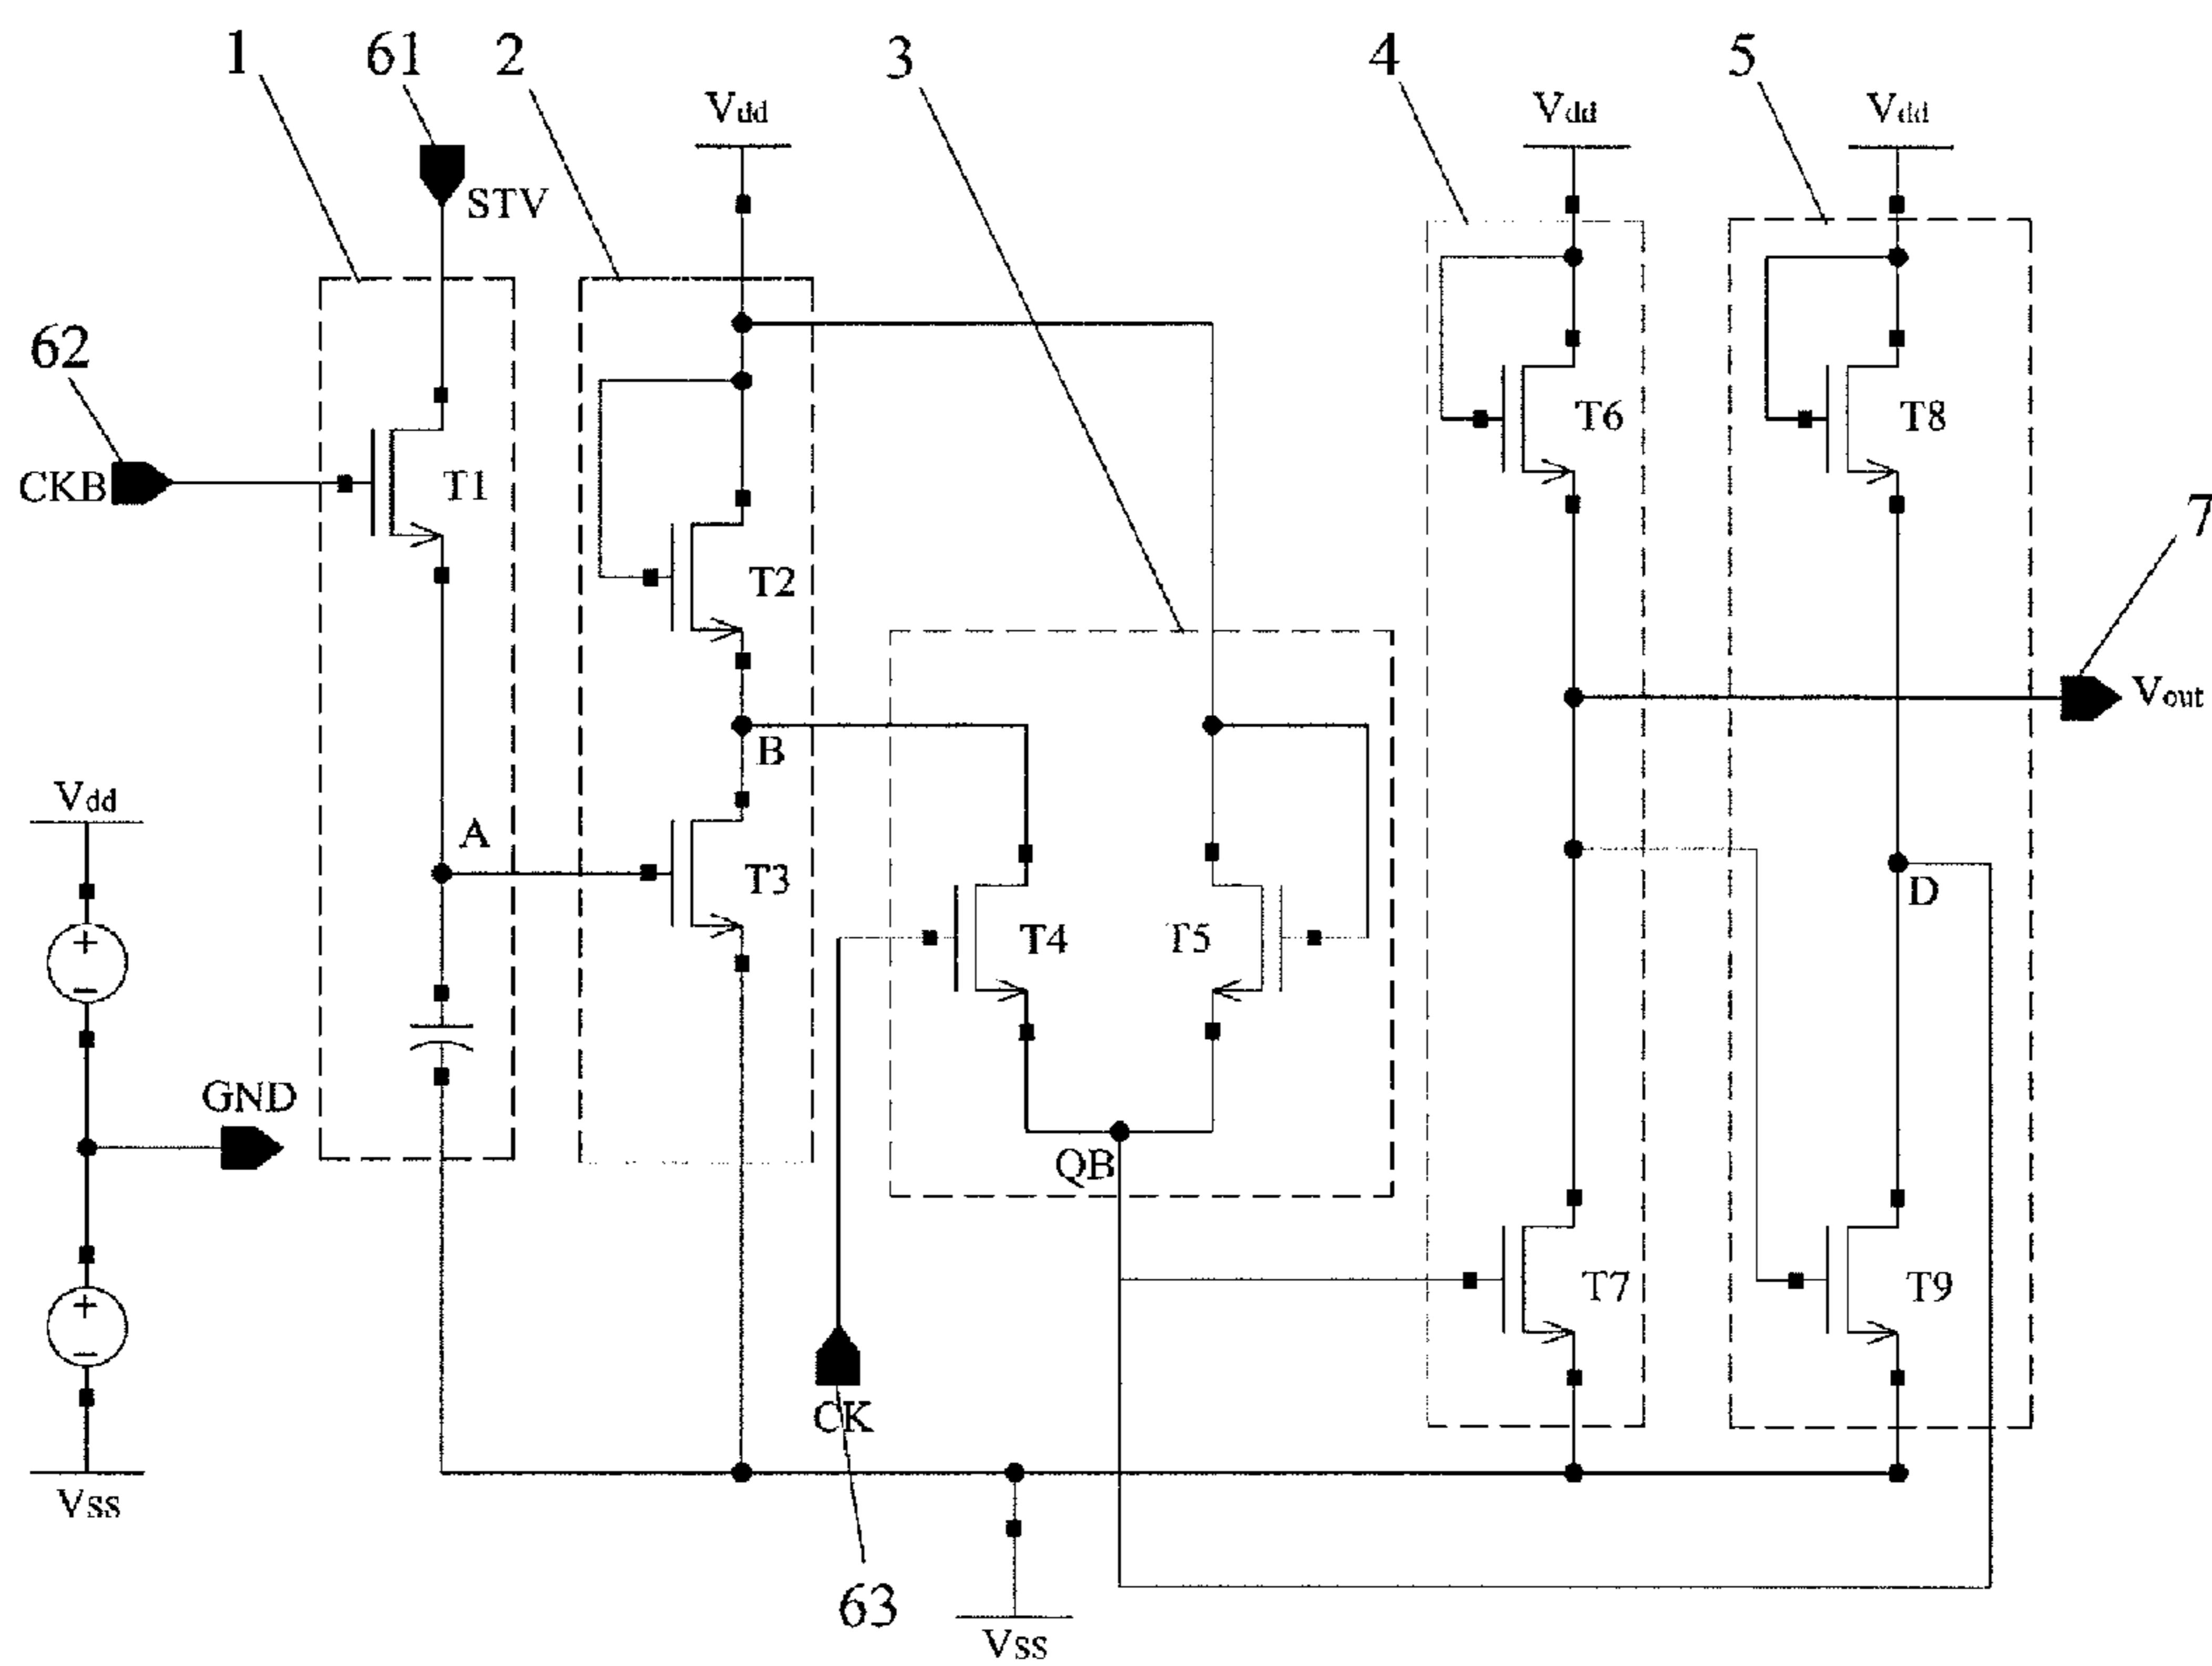 1
61
2
3
4
5
Vdd
Vdd
Vdd
STV
62
CKB
T1
T2
T6
T8
7
Vout
B
Vdd
A
T3
T4
T5
D
+
−
GND
QB
+
−
T7
T9
CK
Vss
63
Vss